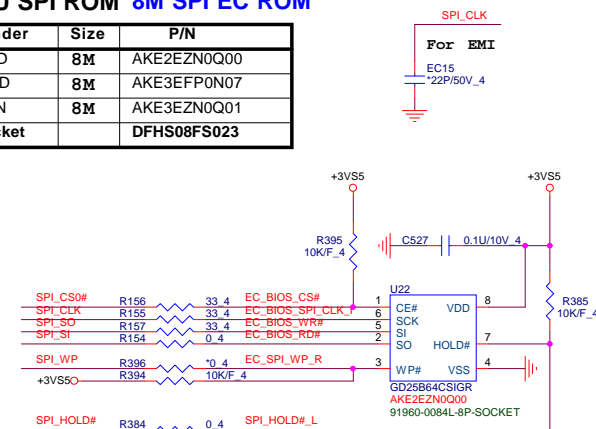 SPI ROM 8M SPI EC ROM
Size P/N
8M AKE2EZN0Q00
8M AKE3EFP0N07
8M AKE3EZN0Q01
DFHS08FS023
SPI_CLK
For EMI
EC15
*22P/50V_4
+3VS5
+3VS5
R395
10K/F_4
C527
0.1U/10V_4
R385
10K/F_4
U22
SPI_CS0# R156 33_4 EC_BIOS_CS# 1 CE# VDD 8
SPI_CLK R155 33_4 EC_BIOS_SPI_CLK_ 6 SCK
SPI_SO R157 33_4 EC_BIOS_WR# 5 SI
SPI_SI R154 0_4 EC_BIOS_RD# 2 SO HOLD# 7
SPI_WP R396 *0_4 EC_SPI_WP_R 3 WP# VSS 4
+3VS5 R394 10K/F_4
GD25B64CSIGR
AKE2EZN0Q00
91960-0084L-8P-SOCKET
SPI_HOLD# R384 0_4 SPI_HOLD#_L